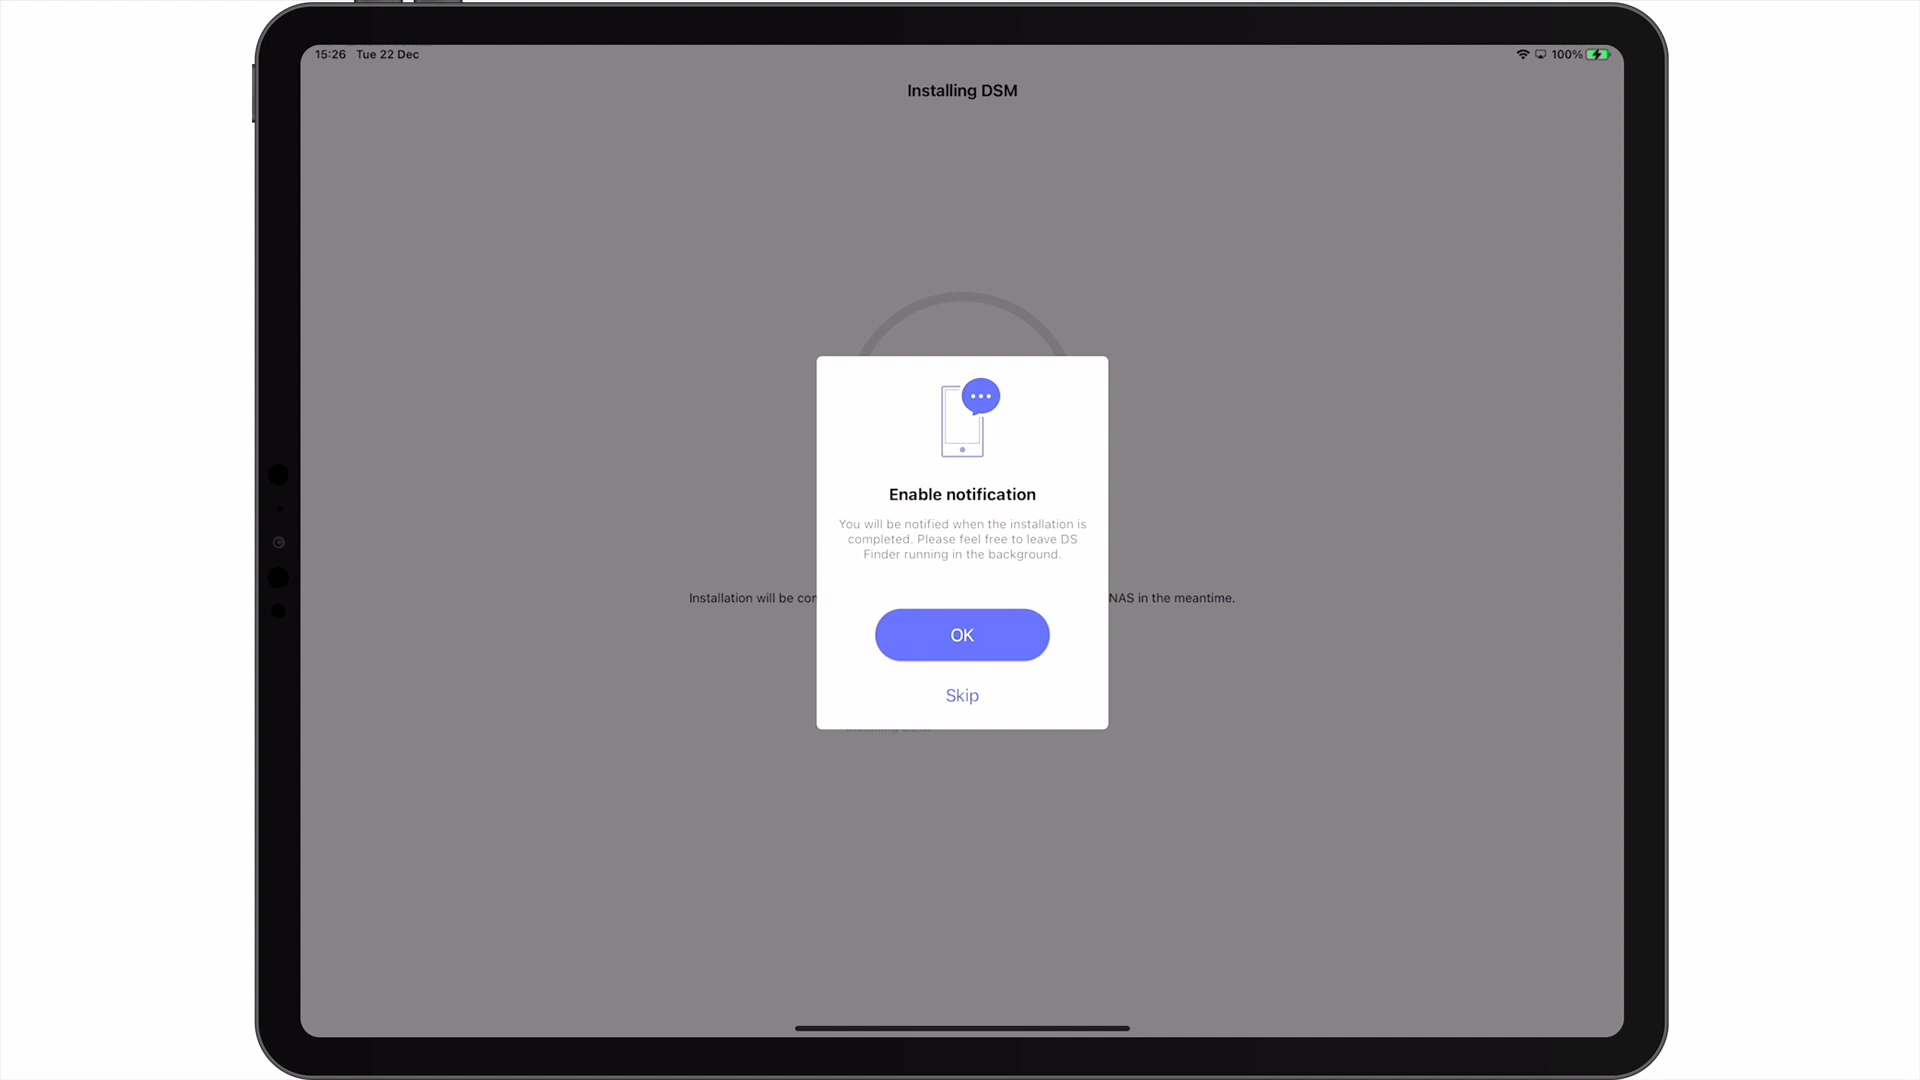 15:26 Tue 22 Dec
100%
Installing DSM
Enable notification
You will be notified when the installation is
completed. Please feel free to leave DS
Finder running in the background.
Installation will be
NAS in the meantime.
OK
Skip